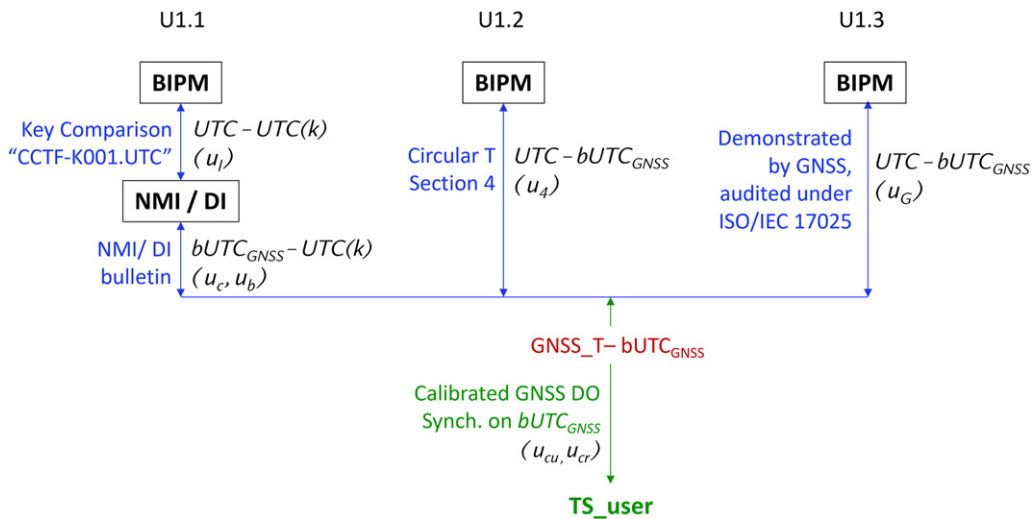 U1.1
U1.2
U1.3
BIPM
BIPM
BIPM
Key Comparison
“CCTF-K001.UTC”
UTC – UTC(k)
(u_I)
NMI / DI
NMI/ DI
bulletin
bUTC_GNSS – UTC(k)
(u_c, u_b)
Circular T
Section 4
UTC – bUTC_GNSS
(u_4)
Demonstrated
by GNSS,
audited under
ISO/IEC 17025
UTC – bUTC_GNSS
(u_G)
GNSS_T– bUTC_GNSS
Calibrated GNSS DO
Synch. on bUTC_GNSS
(u_cu, u_cr)
TS_user